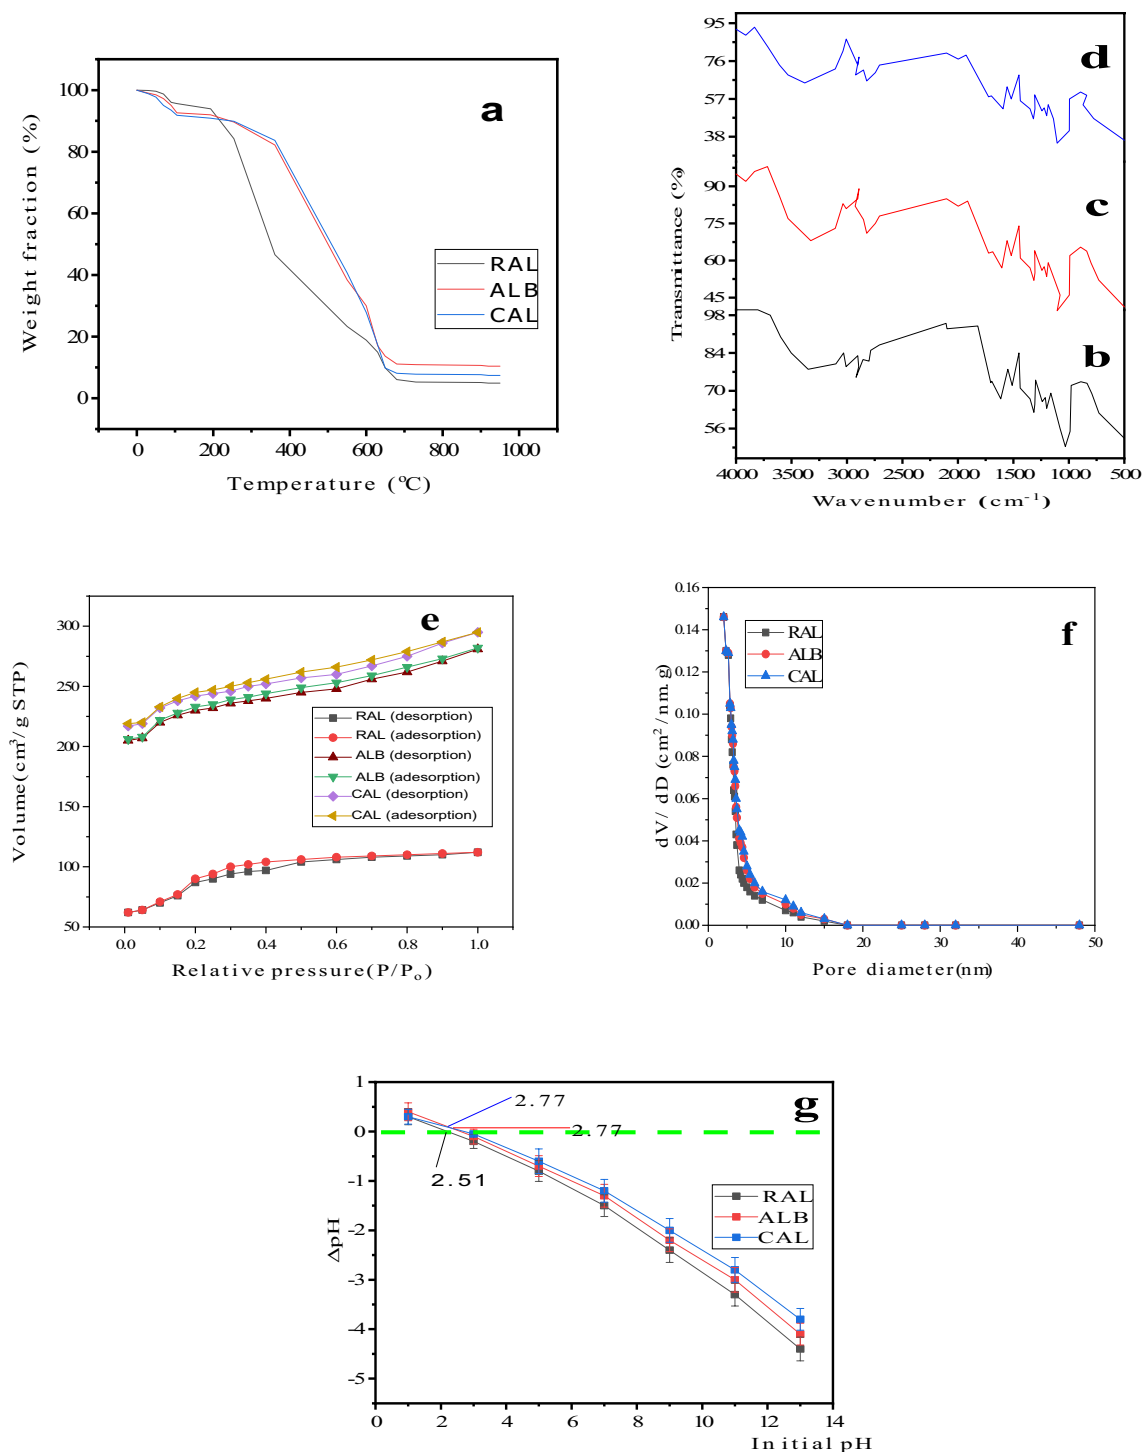 a
100
80
60
40
20
0
Weight fraction (%)
RAL
ALB
CAL
0 200 400 600 800 1000
Temperature (°C)
d
95
76
57
38
c
90
75
60
45
b
98
84
70
56
Transmittance (%)
4000 3500 3000 2500 2000 1500 1000 500
Wavenumber (cm⁻¹)
e
300
250
200
150
100
50
Volume(cm³/g STP)
RAL (desorption)
RAL (adesorption)
ALB (desorption)
ALB (adesorption)
CAL (desorption)
CAL (adesorption)
0.0 0.2 0.4 0.6 0.8 1.0
Relative pressure(P/Pₒ)
f
0.16
0.14
0.12
0.10
0.08
0.06
0.04
0.02
0.00
dV/dD (cm²/nm.g)
RAL
ALB
CAL
0 10 20 30 40 50
Pore diameter(nm)
g
1
0
-1
-2
-3
-4
-5
ΔpH
2.77
2.77
2.51
RAL
ALB
CAL
0 2 4 6 8 10 12 14
Initial pH